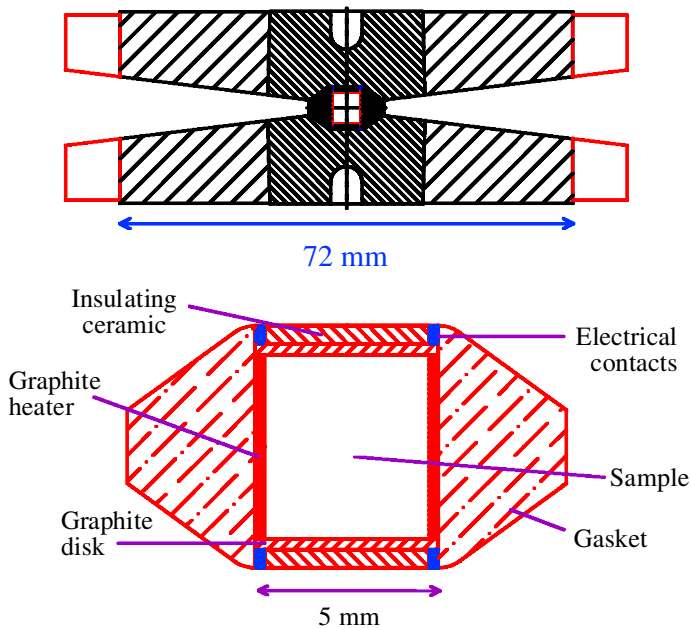 72 mm
Insulating
ceramic
Electrical
contacts
Graphite
heater
Sample
Graphite
disk
Gasket
5 mm